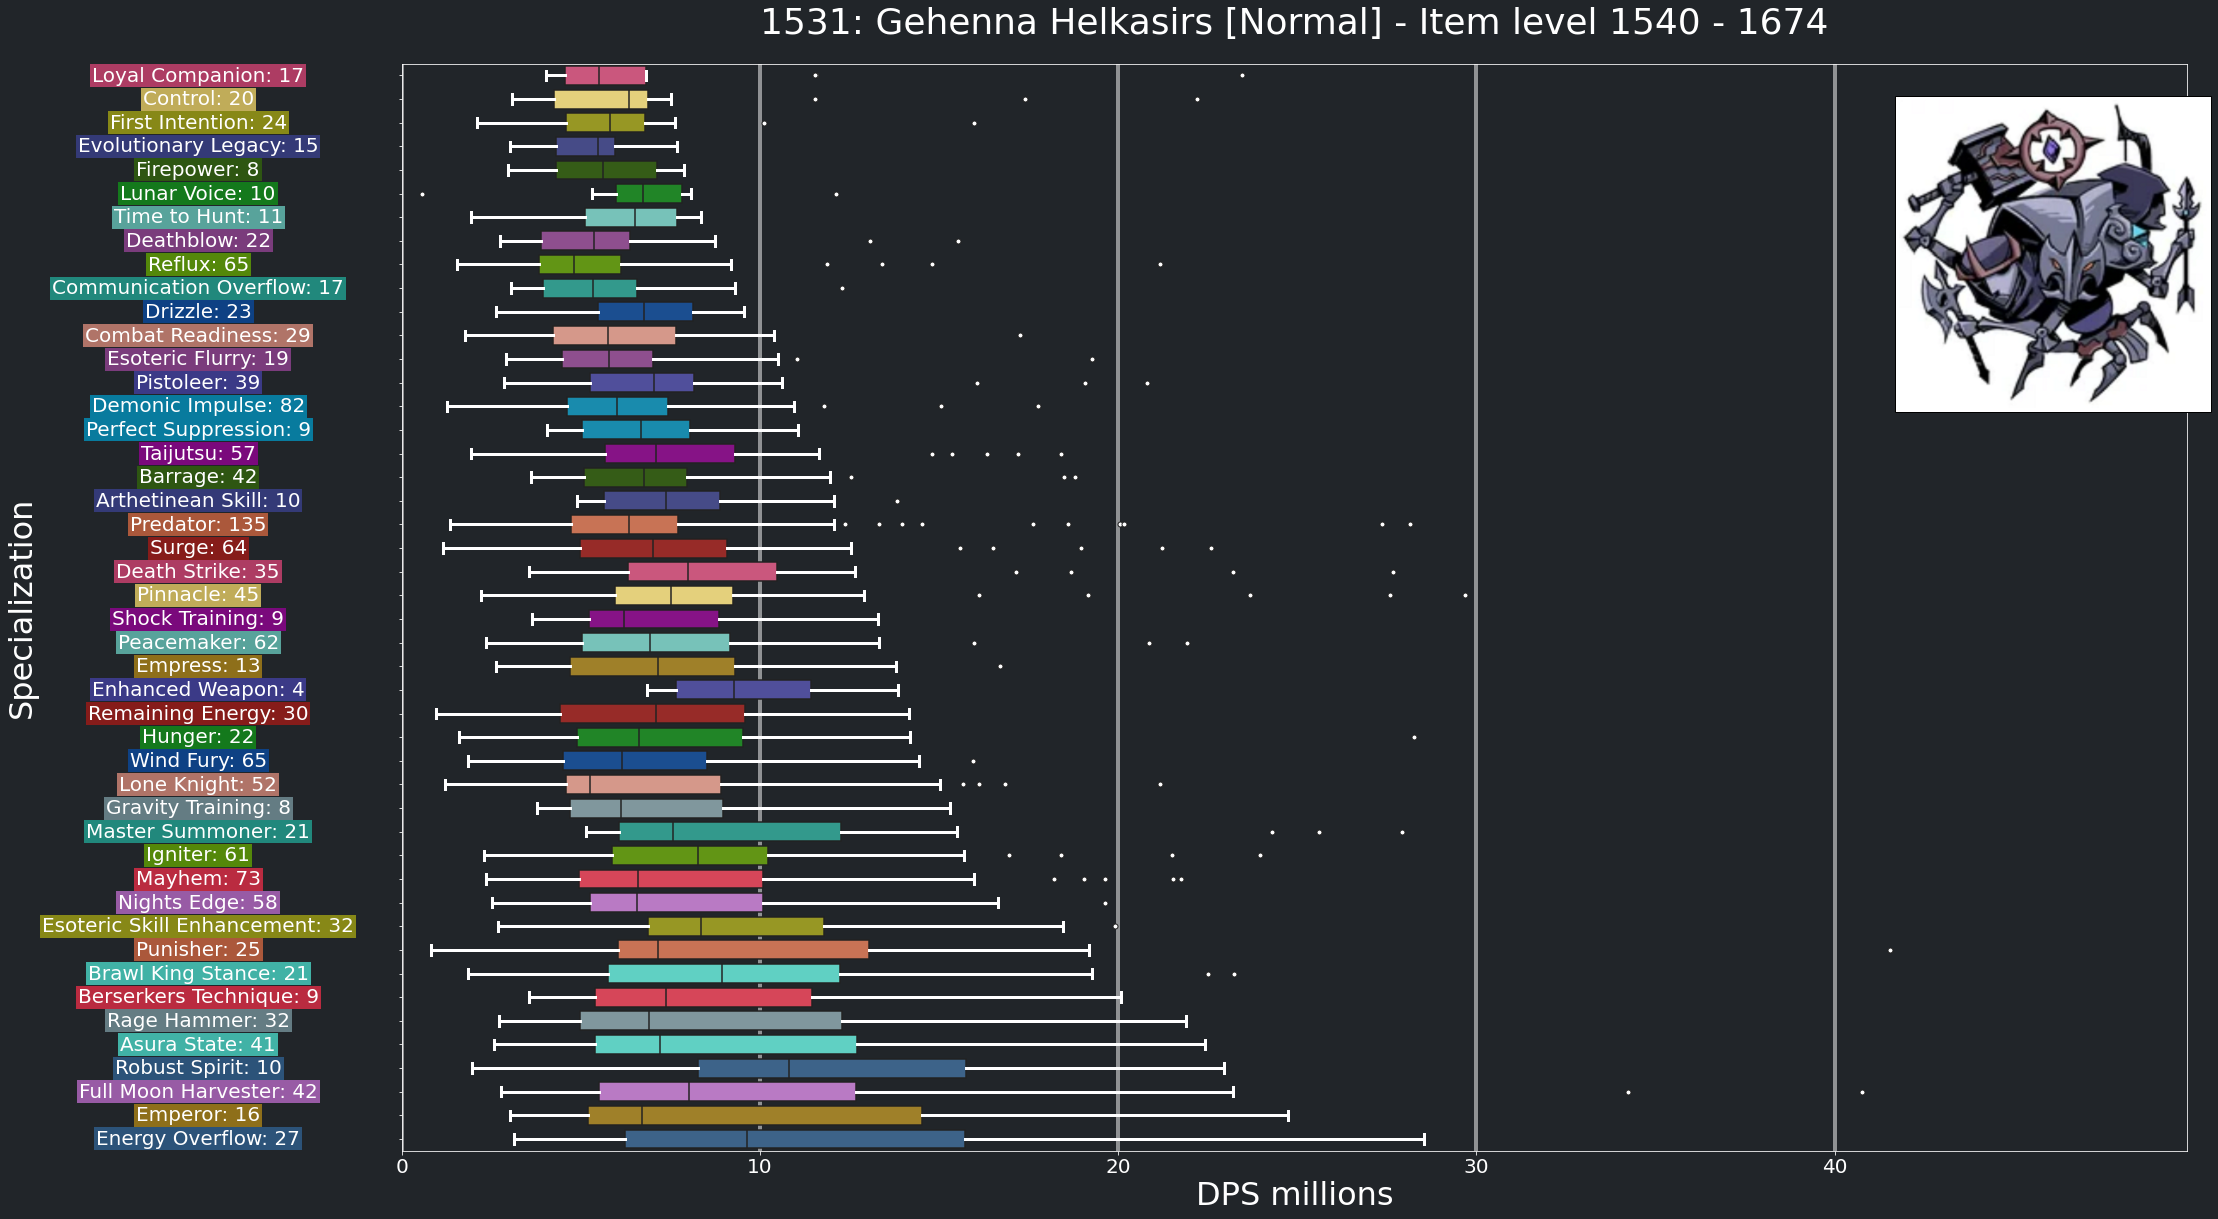 1531: Gehenna Helkasirs [Normal] - Item level 1540 - 1674
Specialization
Loyal Companion: 17
Control: 20
First Intention: 24
Evolutionary Legacy: 15
Firepower: 8
Lunar Voice: 10
Time to Hunt: 11
Deathblow: 22
Reflux: 65
Communication Overflow: 17
Drizzle: 23
Combat Readiness: 29
Esoteric Flurry: 19
Pistoleer: 39
Demonic Impulse: 82
Perfect Suppression: 9
Taijutsu: 57
Barrage: 42
Arthetinean Skill: 10
Predator: 135
Surge: 64
Death Strike: 35
Pinnacle: 45
Shock Training: 9
Peacemaker: 62
Empress: 13
Enhanced Weapon: 4
Remaining Energy: 30
Hunger: 22
Wind Fury: 65
Lone Knight: 52
Gravity Training: 8
Master Summoner: 21
Igniter: 61
Mayhem: 73
Nights Edge: 58
Esoteric Skill Enhancement: 32
Punisher: 25
Brawl King Stance: 21
Berserkers Technique: 9
Rage Hammer: 32
Asura State: 41
Robust Spirit: 10
Full Moon Harvester: 42
Emperor: 16
Energy Overflow: 27
0 10 20 30 40
DPS millions